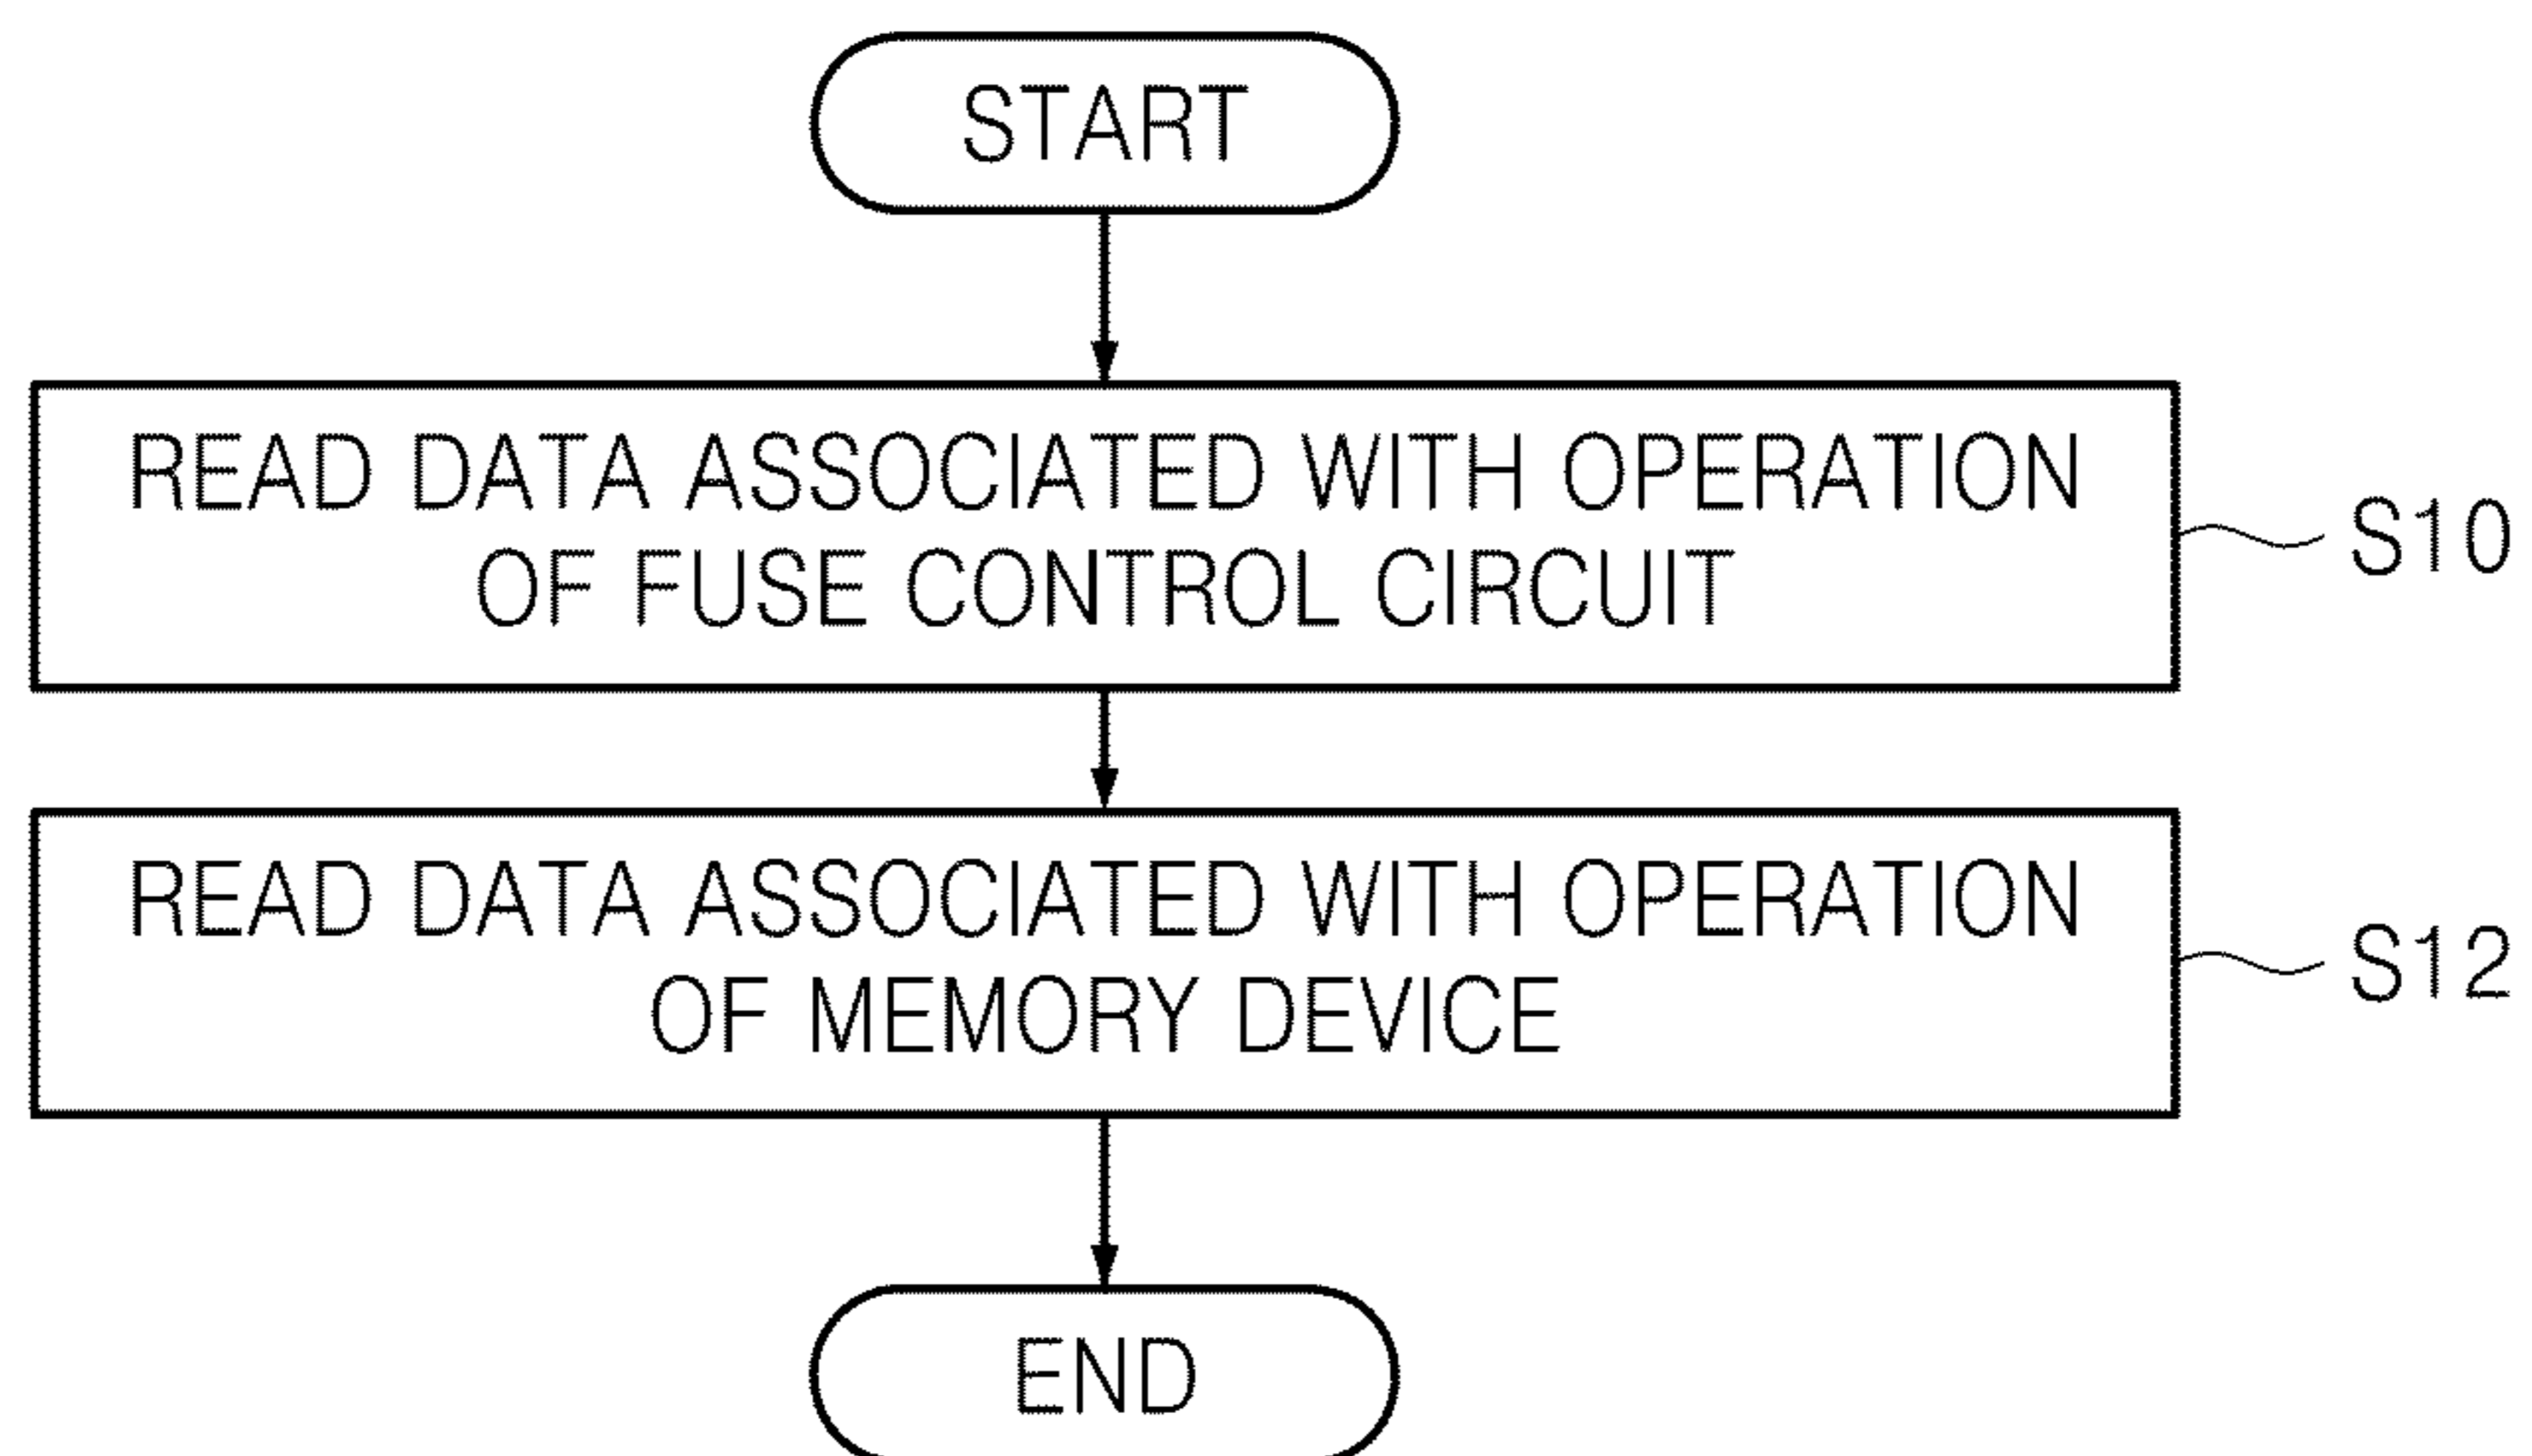 START
READ DATA ASSOCIATED WITH OPERATION
OF FUSE CONTROL CIRCUIT
S10
READ DATA ASSOCIATED WITH OPERATION
OF MEMORY DEVICE
S12
END